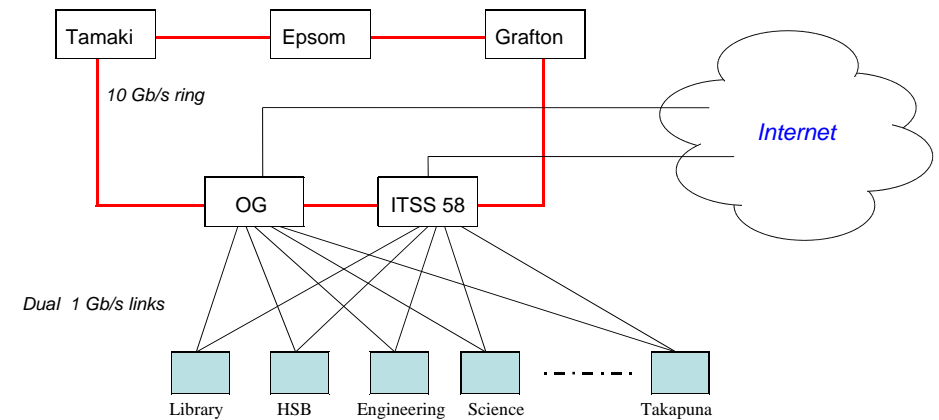 Tamaki
Epsom
Grafton
10 Gb/s ring
Internet
OG
ITSS 58
Dual 1 Gb/s links
Library
HSB
Engineering
Science
Takapuna